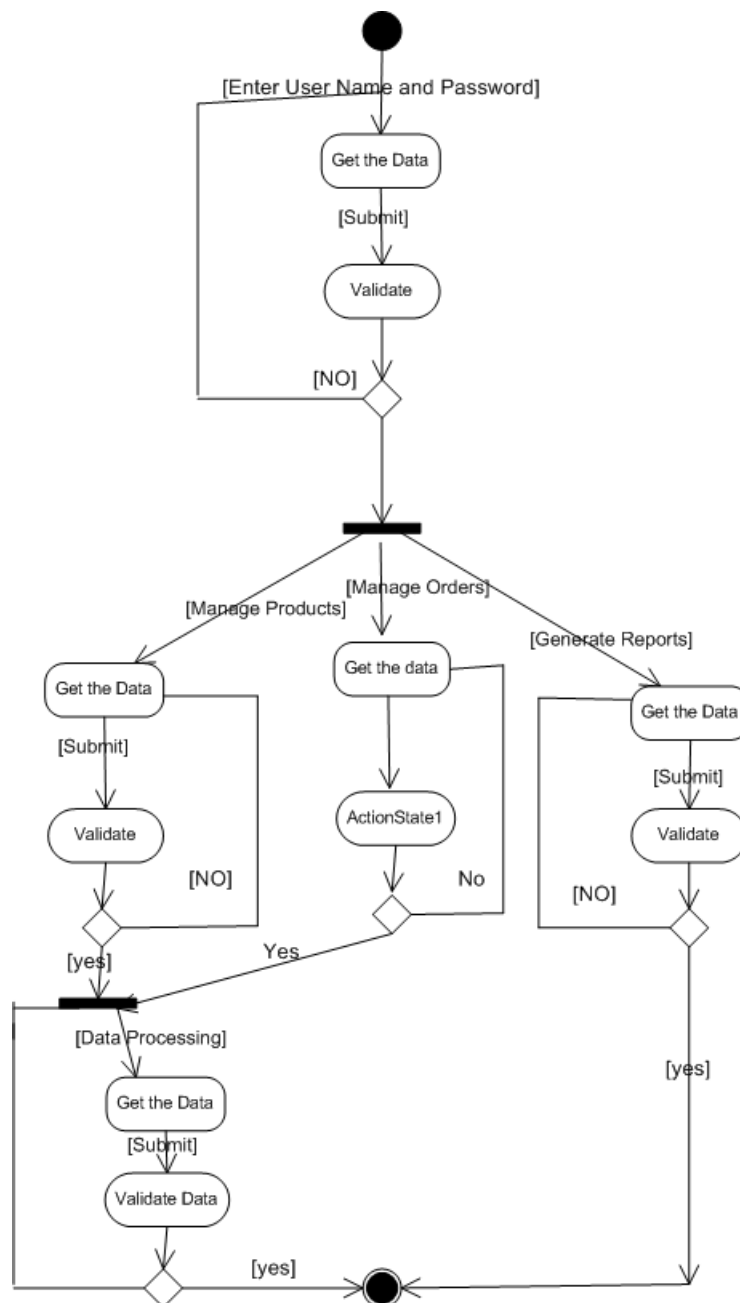 [Enter User Name and Password]
Get the Data
[Submit]
Validate
[NO]
[Manage Products]
[Manage Orders]
[Generate Reports]
Get the Data
Get the data
Get the Data
[Submit]
[Submit]
Validate
ActionState1
Validate
[NO]
No
[NO]
[yes]
Yes
[Data Processing]
[yes]
Get the Data
[Submit]
Validate Data
[yes]